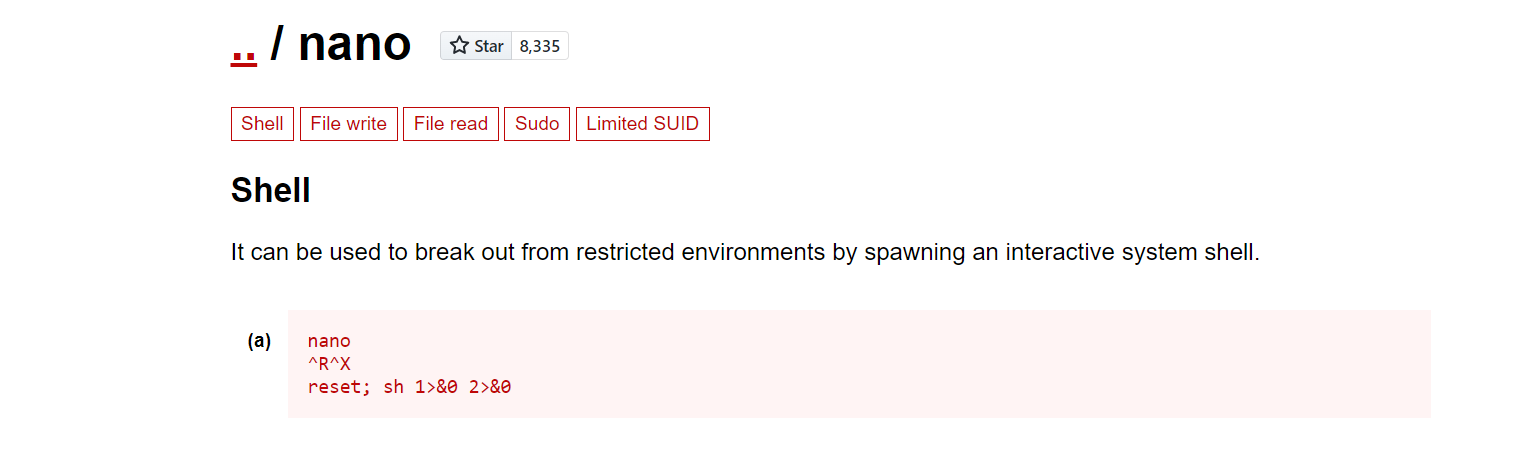 .. / nano Star 8,335
Shell File write File read Sudo Limited SUID
Shell
It can be used to break out from restricted environments by spawning an interactive system shell.
(a) nano
^R^X
reset; sh 1>&0 2>&0